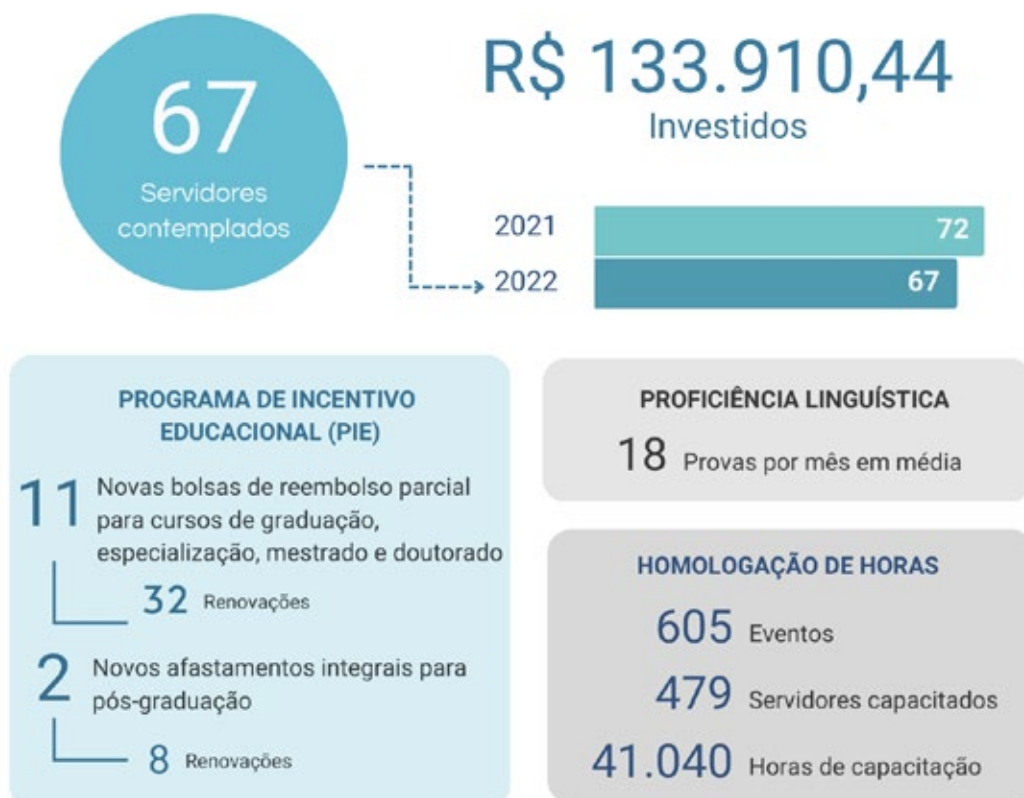 67
Servidores
contemplados
R$ 133.910,44
Investidos
2021 72
2022 67
PROGRAMA DE INCENTIVO
EDUCACIONAL (PIE)
11 Novas bolsas de reembolso parcial
para cursos de graduação,
especialização, mestrado e doutorado
32 Renovações
2 Novos afastamentos integrais para
pós-graduação
8 Renovações
PROFICIÊNCIA LINGUÍSTICA
18 Provas por mês em média
HOMOLOGAÇÃO DE HORAS
605 Eventos
479 Servidores capacitados
41.040 Horas de capacitação